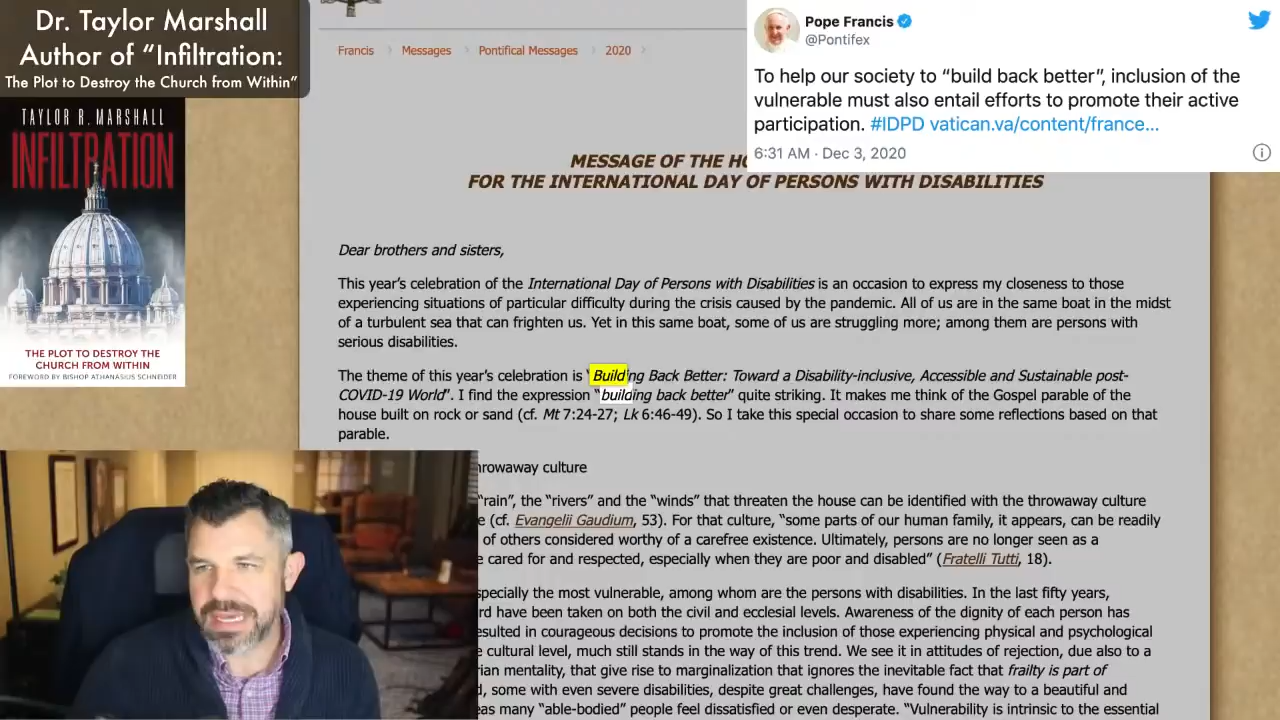 Dr. Taylor Marshall
Author of “Infiltration:
The Plot to Destroy the Church from Within”
TAYLOR R. MARSHALL
INFILTRATION
THE PLOT TO DESTROY THE
CHURCH FROM WITHIN
FOREWORD BY BISHOP ATHANASIUS SCHNEIDER
Francis Messages Pontifical Messages 2020
Pope Francis
@Pontifex
To help our society to “build back better”, inclusion of the
vulnerable must also entail efforts to promote their active
participation. #IDPD vatican.va/content/france...
6:31 AM · Dec 3, 2020
MESSAGE OF THE
FOR THE INTERNATIONAL DAY OF PERSONS WITH DISABILITIES
Dear brothers and sisters,
This year's celebration of the International Day of Persons with Disabilities is an occasion to express my closeness to those
experiencing situations of particular difficulty during the crisis caused by the pandemic. All of us are in the same boat in the midst
of a turbulent sea that can frighten us. Yet in this same boat, some of us are struggling more; among them are persons with
serious disabilities.
The theme of this year's celebration is “Building Back Better: Toward a Disability-inclusive, Accessible and Sustainable post-
COVID-19 World”. I find the expression “building back better” quite striking. It makes me think of the Gospel parable of the
house built on rock or sand (cf. Mt 7:24-27; Lk 6:46-49). So I take this special occasion to share some reflections based on that
parable.
hrowaway culture
“rain”, the “rivers” and the “winds” that threaten the house can be identified with the throwaway culture
e (cf. Evangelii Gaudium, 53). For that culture, “some parts of our human family, it appears, can be readily
of others considered worthy of a carefree existence. Ultimately, persons are no longer seen as a
e cared for and respected, especially when they are poor and disabled” (Fratelli Tutti, 18).
specially the most vulnerable, among whom are the persons with disabilities. In the last fifty years,
rd have been taken on both the civil and ecclesial levels. Awareness of the dignity of each person has
esulted in courageous decisions to promote the inclusion of those experiencing physical and psychological
e cultural level, much still stands in the way of this trend. We see it in attitudes of rejection, due also to a
rian mentality, that give rise to marginalization that ignores the inevitable fact that frailty is part of
d, some with even severe disabilities, despite great challenges, have found the way to a beautiful and
eas many “able-bodied” people feel dissatisfied or even desperate. “Vulnerability is intrinsic to the essential